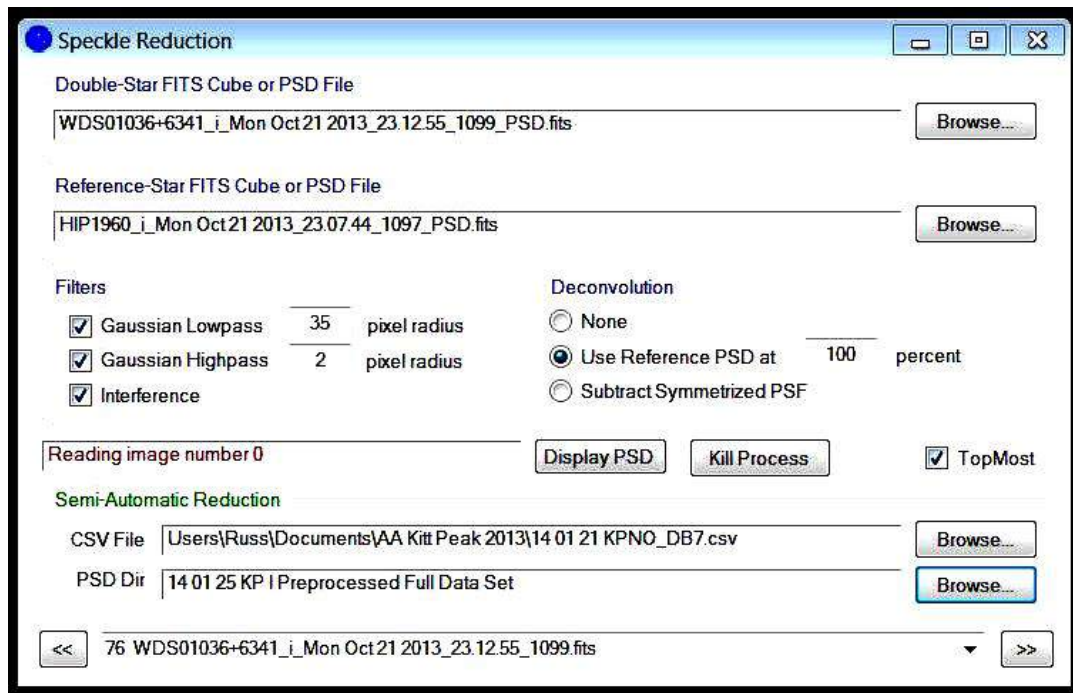 Speckle Reduction
Double-Star FITS Cube or PSD File
WDS01036+6341_i_Mon Oct 21 2013_23.12.55_1099_PSD.fits Browse...
Reference-Star FITS Cube or PSD File
HIP1960_i_Mon Oct 21 2013_23.07.44_1097_PSD.fits Browse...
Filters Deconvolution
Gaussian Lowpass 35 pixel radius None
Gaussian Highpass 2 pixel radius Use Reference PSD at 100 percent
Interference Subtract Symmetrized PSF
Reading image number 0 Display PSD Kill Process TopMost
Semi-Automatic Reduction
CSV File Users\Russ\Documents\AA Kitt Peak 2013\14 01 21 KPNO_DB7.csv Browse...
PSD Dir 14 01 25 KP I Preprocessed Full Data Set Browse...
<< 76 WDS01036+6341_i_Mon Oct 21 2013_23.12.55_1099.fits >>